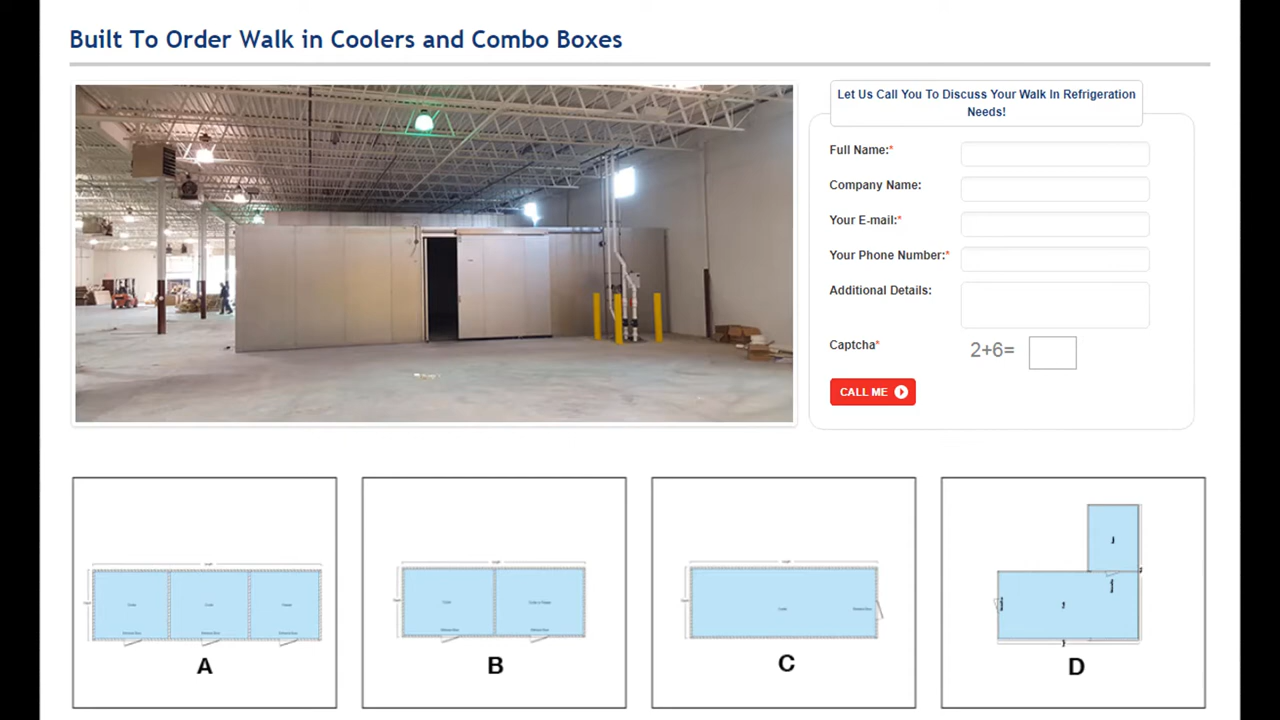 Built To Order Walk in Coolers and Combo Boxes
Let Us Call You To Discuss Your Walk In Refrigeration
Needs!
Full Name:*
Company Name:
Your E-mail:*
Your Phone Number:*
Additional Details:
Captcha*
2+6=
CALL ME
A
B
C
D